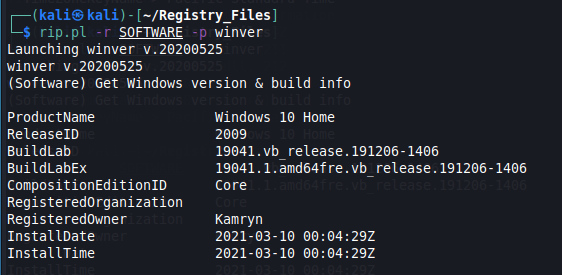 ┌──(kali㉿kali)-[~/Registry_Files]
└─$ rip.pl -r SOFTWARE -p winver
Launching winver v.20200525
winver v.20200525
(Software) Get Windows version & build info
ProductName Windows 10 Home
ReleaseID 2009
BuildLab 19041.vb_release.191206-1406
BuildLabEx 19041.1.amd64fre.vb_release.191206-1406
CompositionEditionID Core
RegisteredOrganization
RegisteredOwner Kamryn
InstallDate 2021-03-10 00:04:29Z
InstallTime 2021-03-10 00:04:29Z